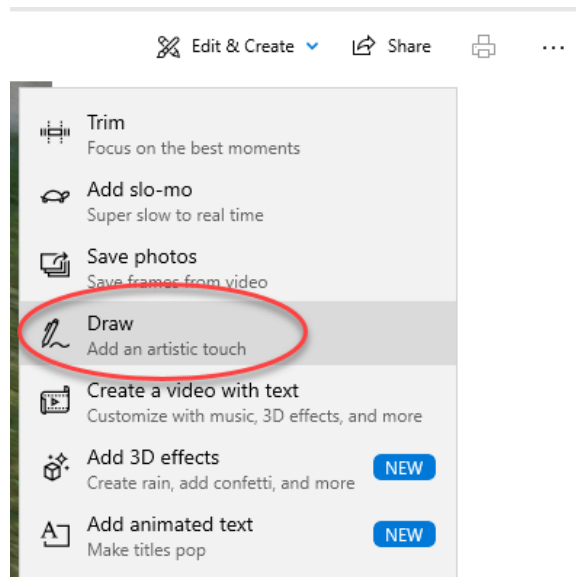 Edit & Create Share
Trim
Focus on the best moments
Add slo-mo
Super slow to real time
Save photos
Save frames from video
Draw
Add an artistic touch
Create a video with text
Customize with music, 3D effects, and more
Add 3D effects
Create rain, add confetti, and more NEW
Add animated text
Make titles pop NEW